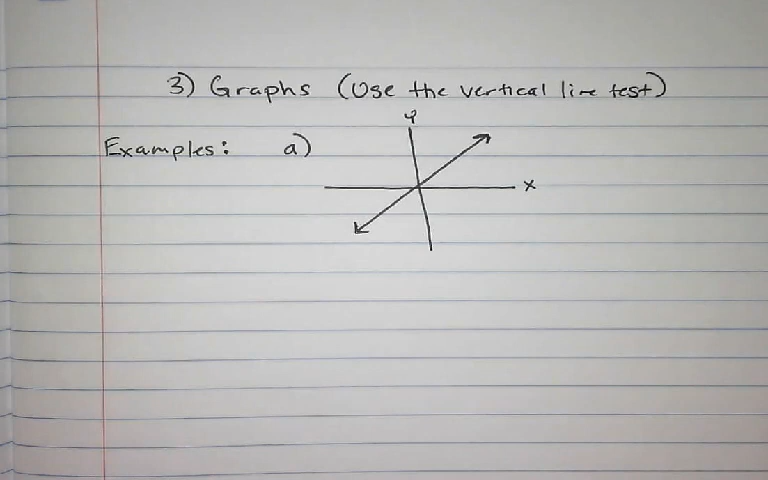 3) Graphs (Use the vertical line test)
y
Examples: a)
x